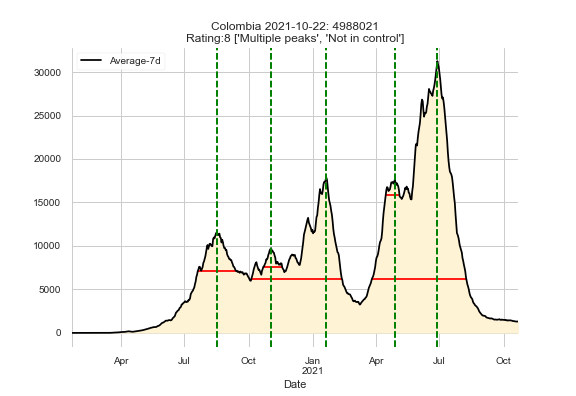 Colombia 2021-10-22: 4988021
Rating:8 ['Multiple peaks', 'Not in control']
Average-7d
30000
25000
20000
15000
10000
5000
0
Apr
Jul
Oct
Jan
2021
Apr
Jul
Oct
Date